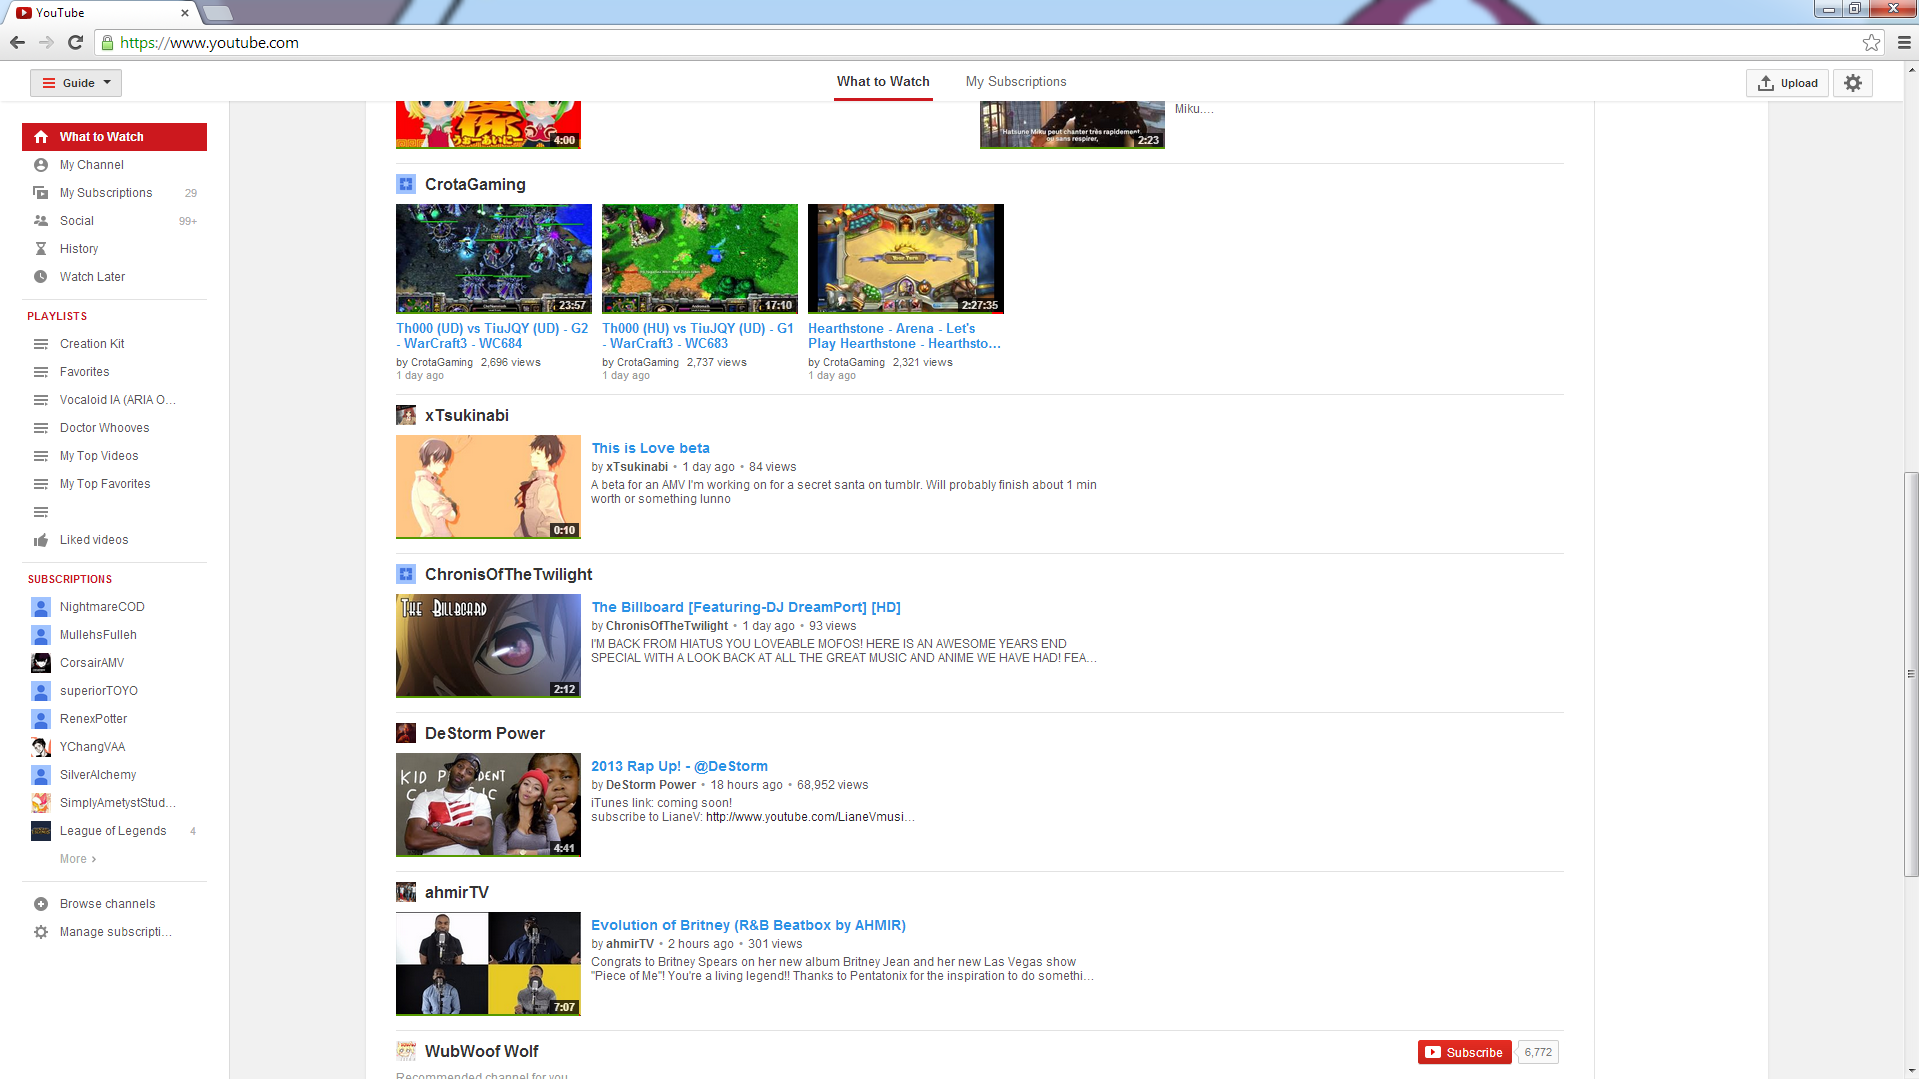 YouTube
https://www.youtube.com
Guide
What to Watch
My Subscriptions
Upload
What to Watch
My Channel
My Subscriptions 29
Social 99+
History
Watch Later
PLAYLISTS
Creation Kit
Favorites
Vocaloid IA (ARIA O...
Doctor Whooves
My Top Videos
My Top Favorites
Liked videos
SUBSCRIPTIONS
NightmareCOD
MullehsFulleh
CorsairAMV
superiorTOYO
RenexPotter
YChangVAA
SilverAlchemy
SimplyAmetystStud...
League of Legends 4
More ›
Browse channels
Manage subscripti...
4:00
Hatsune Miku peut chanter très rapidement
ou sans respirer,
2:23
Miku....
CrotaGaming
23:57
17:10
Your Turn
2:27:35
Th000 (UD) vs TiuJQY (UD) - G2
- WarCraft3 - WC684
by CrotaGaming 2,696 views
1 day ago
Th000 (HU) vs TiuJQY (UD) - G1
- WarCraft3 - WC683
by CrotaGaming 2,737 views
1 day ago
Hearthstone - Arena - Let's
Play Hearthstone - Hearthsto...
by CrotaGaming 2,321 views
1 day ago
xTsukinabi
0:10
This is Love beta
by xTsukinabi • 1 day ago • 84 views
A beta for an AMV I'm working on for a secret santa on tumblr. Will probably finish about 1 min
worth or something lunno
ChronisOfTheTwilight
THE BILLBOARD
2:12
The Billboard [Featuring-DJ DreamPort] [HD]
by ChronisOfTheTwilight • 1 day ago • 93 views
I'M BACK FROM HIATUS YOU LOVEABLE MOFOS! HERE IS AN AWESOME YEARS END
SPECIAL WITH A LOOK BACK AT ALL THE GREAT MUSIC AND ANIME WE HAVE HAD! FEA...
DeStorm Power
KID
4:41
2013 Rap Up! - @DeStorm
by DeStorm Power • 18 hours ago • 68,952 views
iTunes link: coming soon!
subscribe to LianeV: http://www.youtube.com/LianeVmusi...
ahmirTV
7:07
Evolution of Britney (R&B Beatbox by AHMIR)
by ahmirTV • 2 hours ago • 301 views
Congrats to Britney Spears on her new album Britney Jean and her new Las Vegas show
"Piece of Me"! You're a living legend!! Thanks to Pentatonix for the inspiration to do somethi...
WubWoof Wolf
Subscribe 6,772
Recommended channel for you